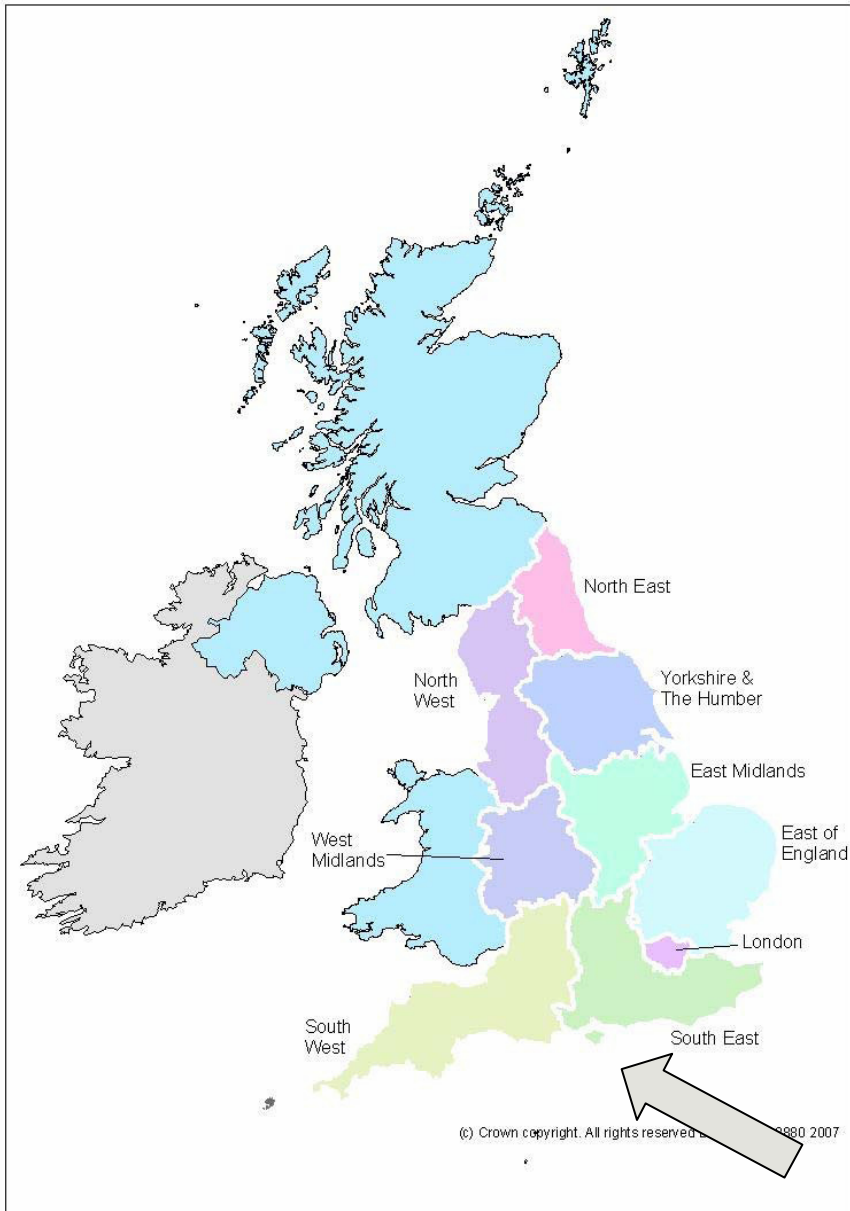 North East
North
West
Yorkshire &
The Humber
East Midlands
West
Midlands
East of
England
London
South
West
South East
(c) Crown copyright. All rights reserved 3880 2007